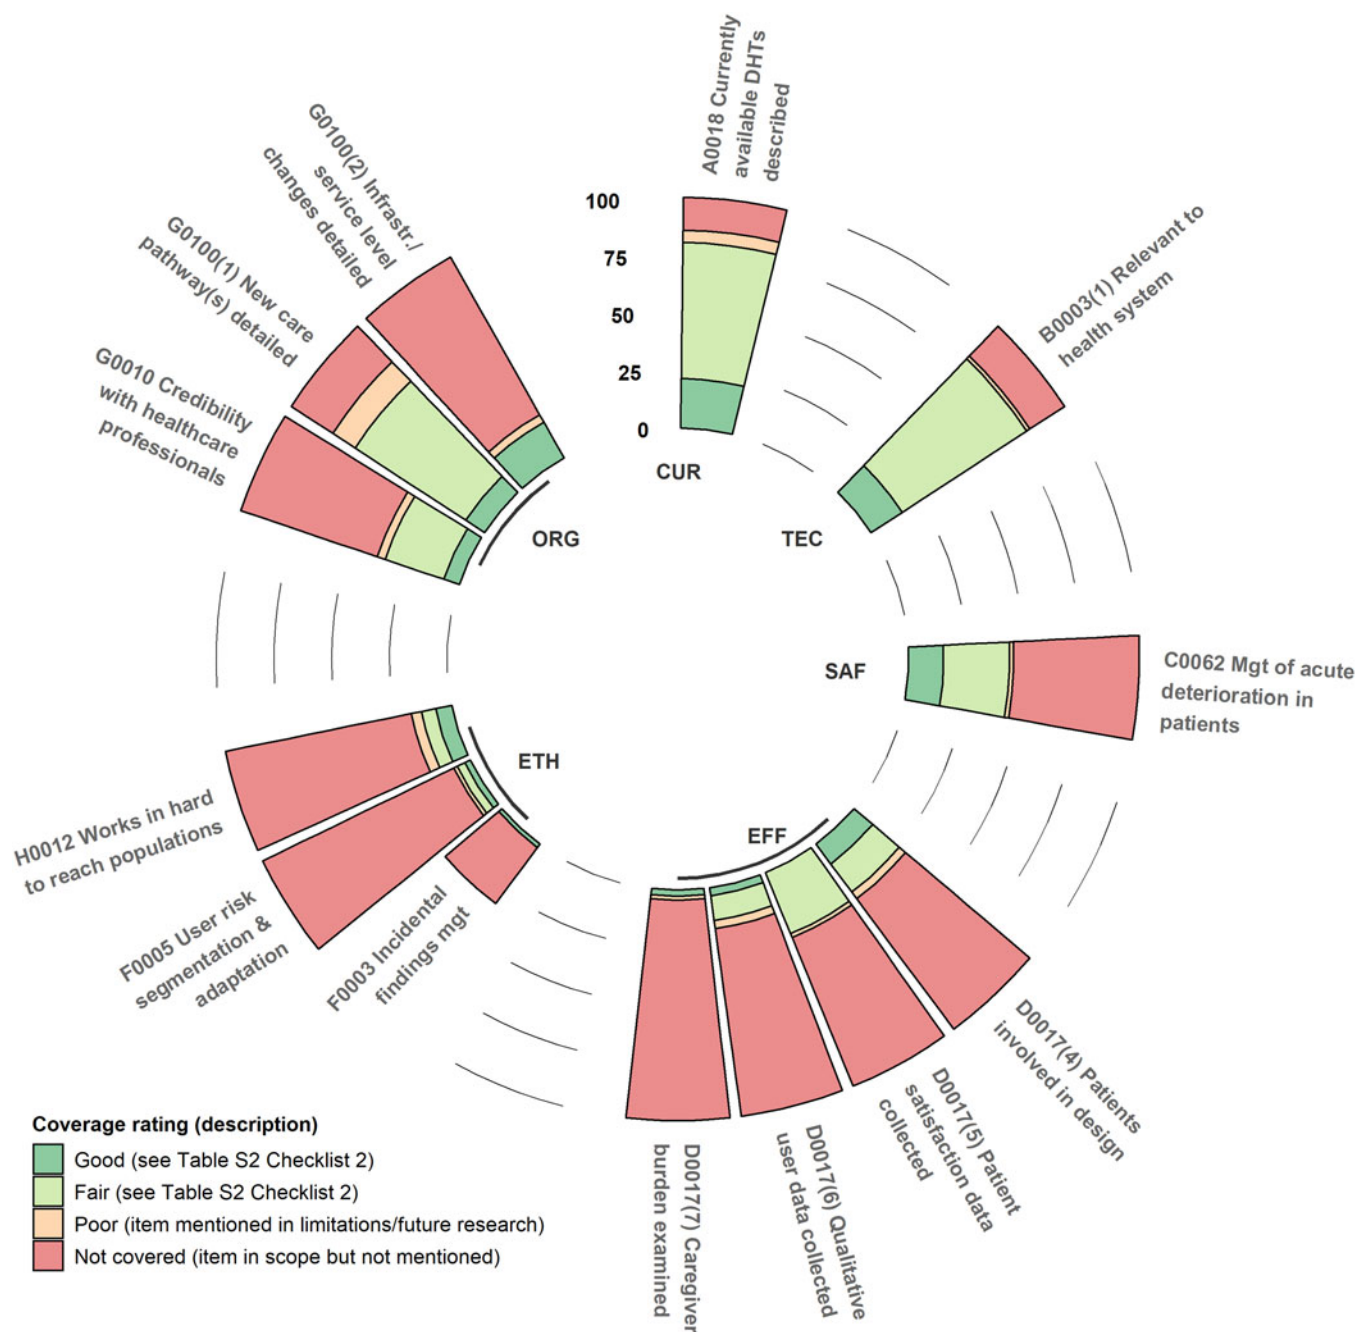 A0018 Currently
available DHTs
described
B0003(1) Relevant to
health system
C0062 Mgt of acute
deterioration in
patients
D0017(4) Patients
involved in design
D0017(5) Patient
satisfaction data
collected
D0017(6) Qualitative
user data collected
D0017(7) Caregiver
burden examined
F0003 Incidental
findings mgt
F0005 User risk
segmentation &
adaptation
H0012 Works in hard
to reach populations
G0010 Credibility
with healthcare
professionals
G0100(1) New care
pathway(s) detailed
G0100(2) Infrastr./
service level
changes detailed
100
75
50
25
0
CUR
TEC
SAF
EFF
ETH
ORG
Coverage rating (description)
Good (see Table S2 Checklist 2)
Fair (see Table S2 Checklist 2)
Poor (item mentioned in limitations/future research)
Not covered (item in scope but not mentioned)